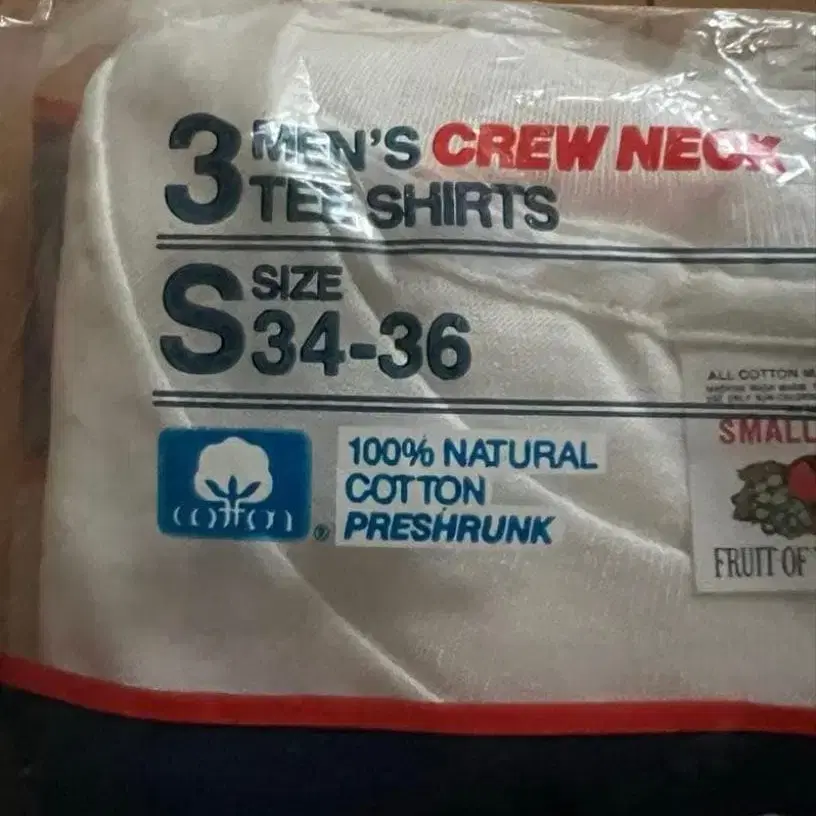 3 MEN'S CREW NECK
TEE SHIRTS
S SIZE
34-36
cotton
®
100% NATURAL
COTTON
PRESHRUNK
ALL COTTON
SMALL
FRUIT OF